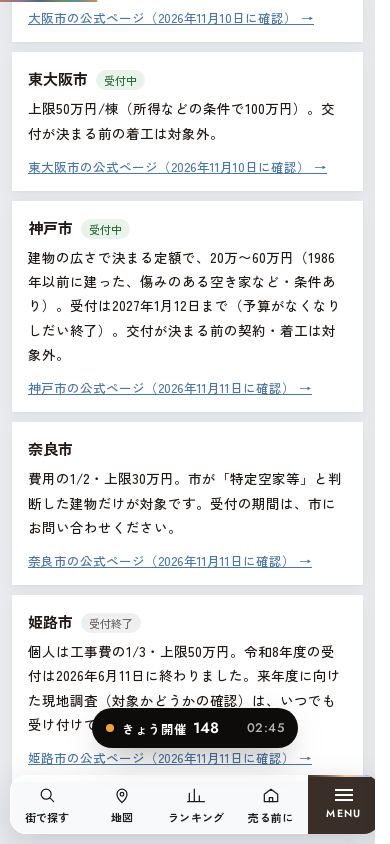 大阪市の公式ページ（2026年11月10日に確認） →
東大阪市 受付中
上限50万円/棟（所得などの条件で100万円）。交
付が決まる前の着工は対象外。
東大阪市の公式ページ（2026年11月10日に確認） →
神戸市 受付中
建物の広さで決まる定額で、20万〜60万円（1986
年以前に建った、傷みのある空き家など・条件あ
り）。受付は2027年1月12日まで（予算がなくなり
しだい終了）。交付が決まる前の契約・着工は対
象外。
神戸市の公式ページ（2026年11月11日に確認） →
奈良市
費用の1/2・上限30万円。市が「特定空家等」と判
断した建物だけが対象です。受付の期間は、市に
お問い合わせください。
奈良市の公式ページ（2026年11月11日に確認） →
姫路市 受付終了
個人は工事費の1/3・上限50万円。令和8年度の受
付は2026年6月11日に終わりました。来年度に向け
た現地調査（対象かどうかの確認）は、いつでも
受け付けて
きょう開催 148 02:45
姫路市の公式ページ（2026年11月11日に確認） →
街で探す 地図 ランキング 売る前に MENU